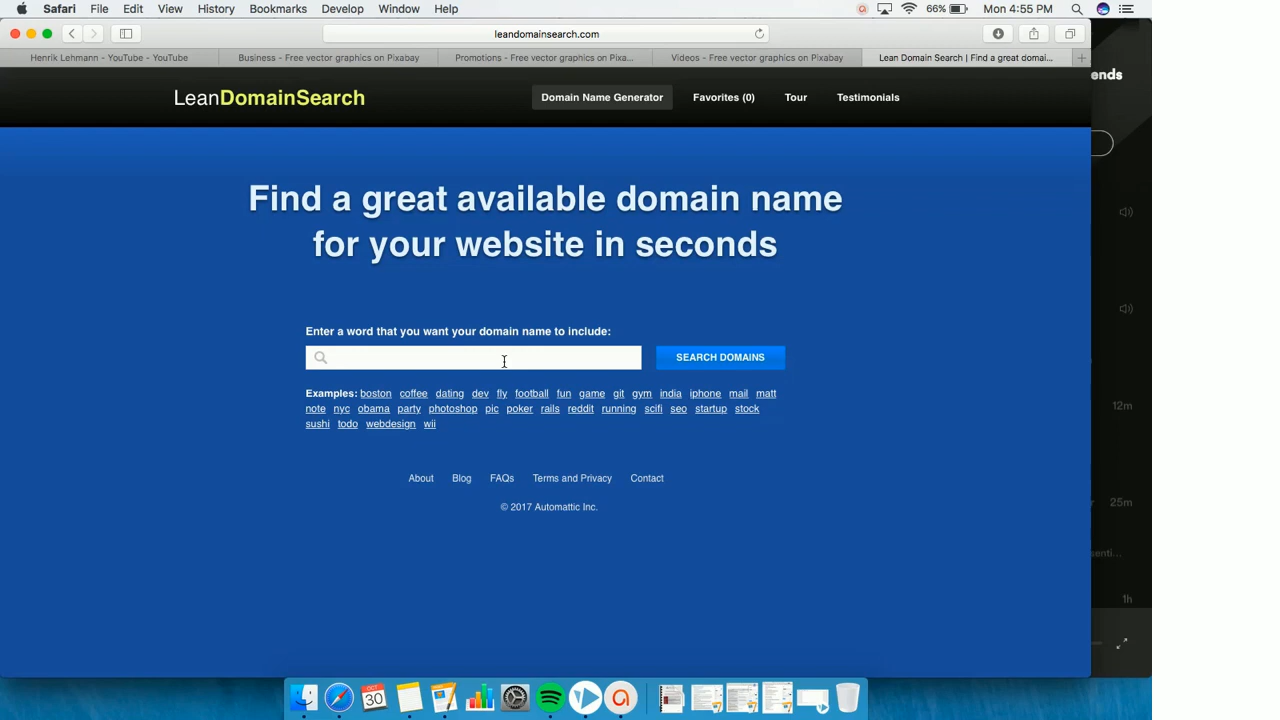 Safari File Edit View History Bookmarks Develop Window Help 66% Mon 4:55 PM
leandomainsearch.com
Henrik Lehmann - YouTube - YouTube Business - Free vector graphics on Pixabay Promotions - Free vector graphics on Pixa... Videos - Free vector graphics on Pixabay Lean Domain Search | Find a great domai... +
ends
LeanDomainSearch Domain Name Generator Favorites (0) Tour Testimonials
Find a great available domain name
for your website in seconds
Enter a word that you want your domain name to include:
SEARCH DOMAINS
Examples: boston coffee dating dev fly football fun game git gym india iphone mail matt
note nyc obama party photoshop pic poker rails reddit running scifi seo startup stock
sushi todo webdesign wii
12m
About Blog FAQs Terms and Privacy Contact
25m
© 2017 Automattic Inc.
senti...
1h
OCT
30